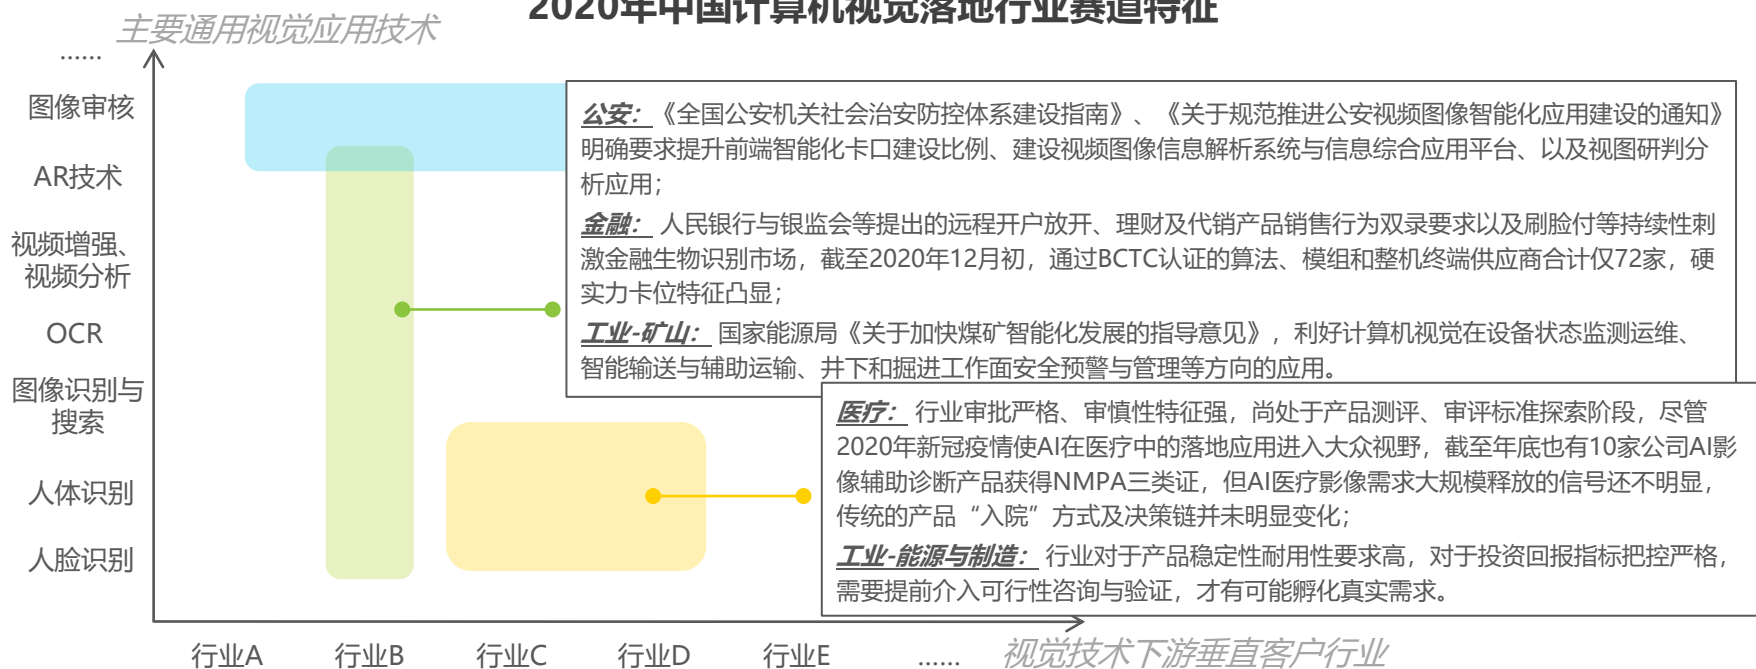 2020年中国计算机视觉落地行业赛道特征
主要通用视觉应用技术
……
图像审核
AR技术
视频增强、
视频分析
OCR
图像识别与
搜索
人体识别
人脸识别
公安：《全国公安机关社会治安防控体系建设指南》、《关于规范推进公安视频图像智能化应用建设的通知》
明确要求提升前端智能化卡口建设比例、建设视频图像信息解析系统与信息综合应用平台、以及视图研判分
析应用；
金融：人民银行与银监会等提出的远程开户放开、理财及代销产品销售行为双录要求以及刷脸付等持续性刺
激金融生物识别市场，截至2020年12月初，通过BCTC认证的算法、模组和整机终端供应商合计仅72家，硬
实力卡位特征凸显；
工业-矿山：国家能源局《关于加快煤矿智能化发展的指导意见》，利好计算机视觉在设备状态监测运维、
智能输送与辅助运输、井下和掘进工作面安全预警与管理等方向的应用。
医疗：行业审批严格、审慎性特征强，尚处于产品测评、审评标准探索阶段，尽管
2020年新冠疫情使AI在医疗中的落地应用进入大众视野，截至年底也有10家公司AI影
像辅助诊断产品获得NMPA三类证，但AI医疗影像需求大规模释放的信号还不明显，
传统的产品“入院”方式及决策链并未明显变化；
工业-能源与制造：行业对于产品稳定性耐用性要求高，对于投资回报指标把控严格，
需要提前介入可行性咨询与验证，才有可能孵化真实需求。
行业A
行业B
行业C
行业D
行业E
……
视觉技术下游垂直客户行业